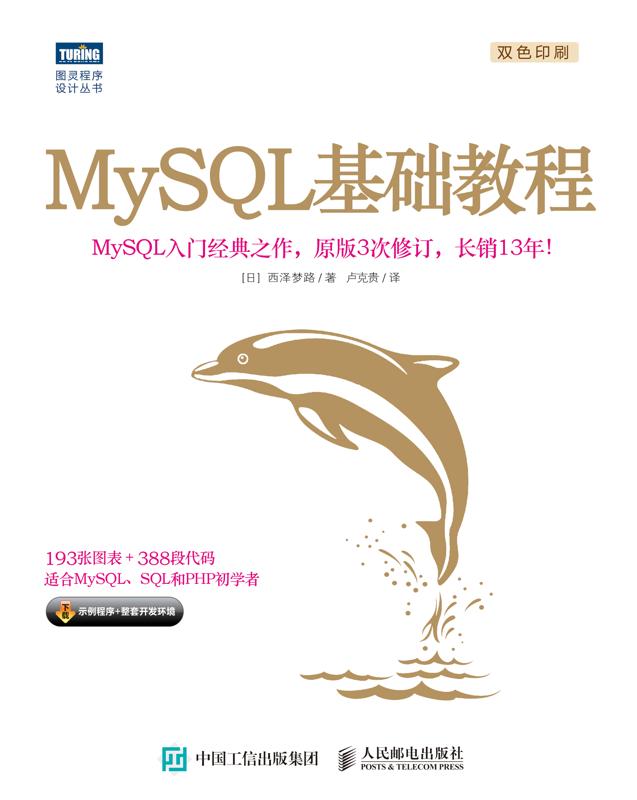 TURING
图灵程序
设计丛书
双色印刷
MySQL基础教程
MySQL入门经典之作，原版3次修订，长销13年！
［日］西泽梦路 / 著 卢克贵 / 译
193张图表 + 388段代码
适合MySQL、SQL和PHP初学者
下载
示例程序+整套开发环境
中国工信出版集团
人民邮电出版社
POSTS & TELECOM PRESS